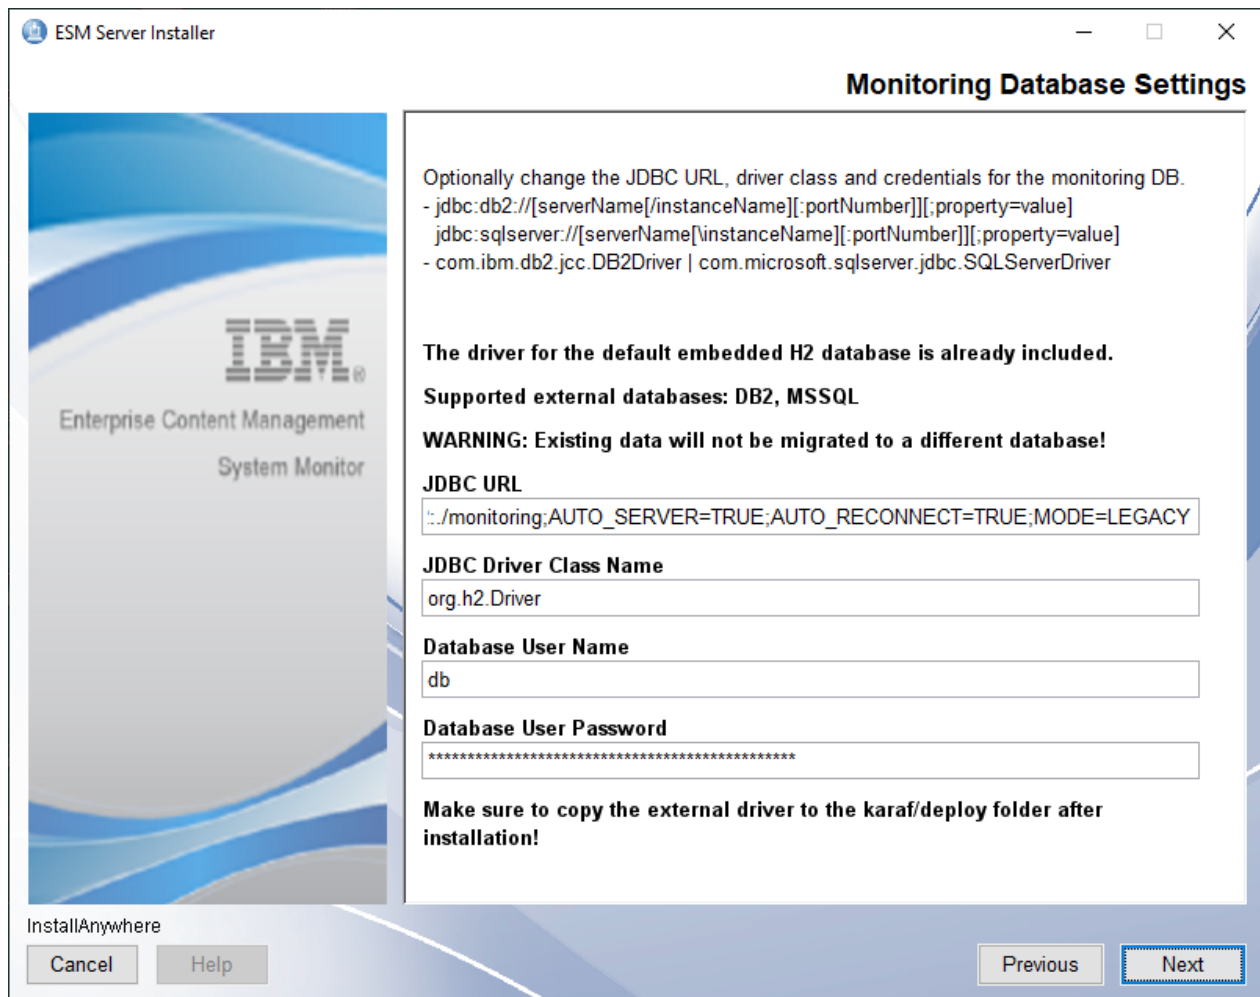 ESM Server Installer
Monitoring Database Settings
Optionally change the JDBC URL, driver class and credentials for the monitoring DB.
- jdbc:db2://[serverName[/instanceName][:portNumber]][;property=value]
jdbc:sqlserver://[serverName[\instanceName][:portNumber]][;property=value]
- com.ibm.db2.jcc.DB2Driver | com.microsoft.sqlserver.jdbc.SQLServerDriver
IBM®
Enterprise Content Management
System Monitor
The driver for the default embedded H2 database is already included.
Supported external databases: DB2, MSSQL
WARNING: Existing data will not be migrated to a different database!
JDBC URL
:./monitoring;AUTO_SERVER=TRUE;AUTO_RECONNECT=TRUE;MODE=LEGACY
JDBC Driver Class Name
org.h2.Driver
Database User Name
db
Database User Password
***********************************************
Make sure to copy the external driver to the karaf/deploy folder after
installation!
InstallAnywhere
Cancel
Help
Previous
Next